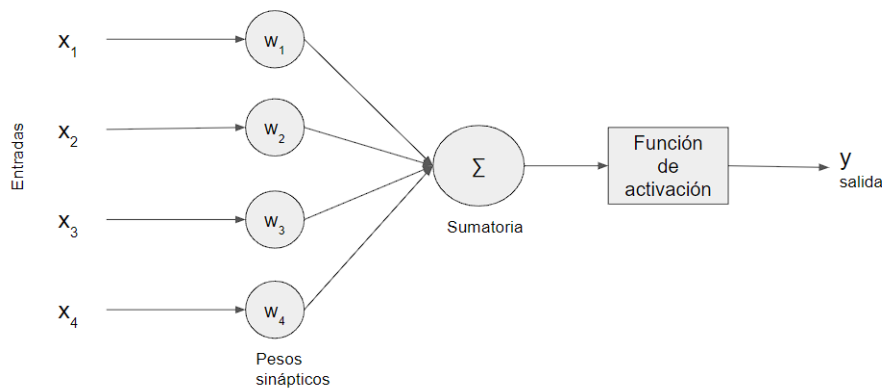 Entradas
x₁
w₁
x₂
w₂
x₃
w₃
x₄
w₄
Pesos
sinápticos
Σ
Sumatoria
Función
de
activación
y
salida